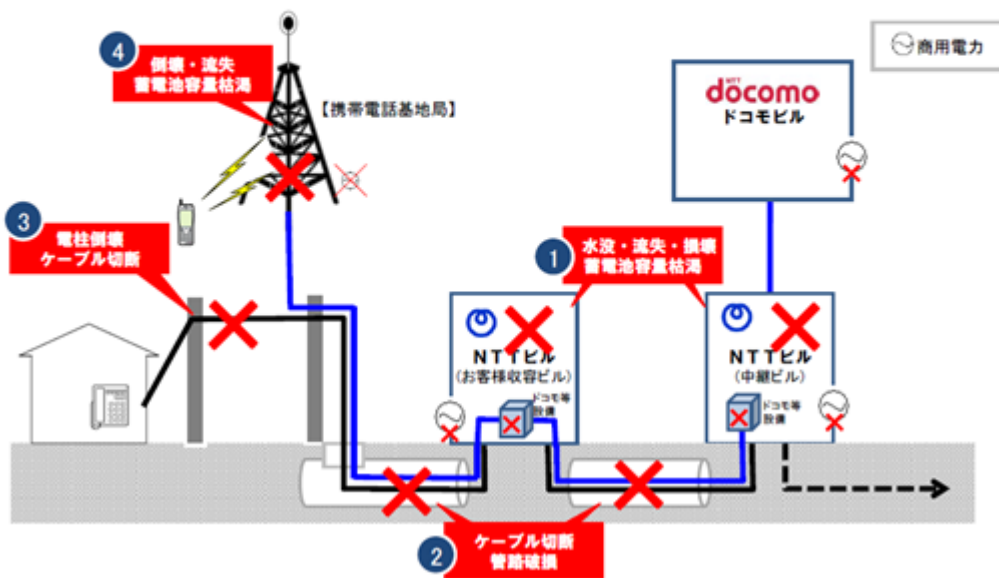 4
倒壊・流失
蓄電池容量枯渇
【携帯電話基地局】
商用電力
NTT
döcomo
ドコモビル
3
電柱倒壊
ケーブル切断
1
水没・流失・損壊
蓄電池容量枯渇
NTTビル
(お客様収容ビル)
ドコモ等
設備
NTTビル
(中継ビル)
ドコモ等
設備
2
ケーブル切断
管路破損